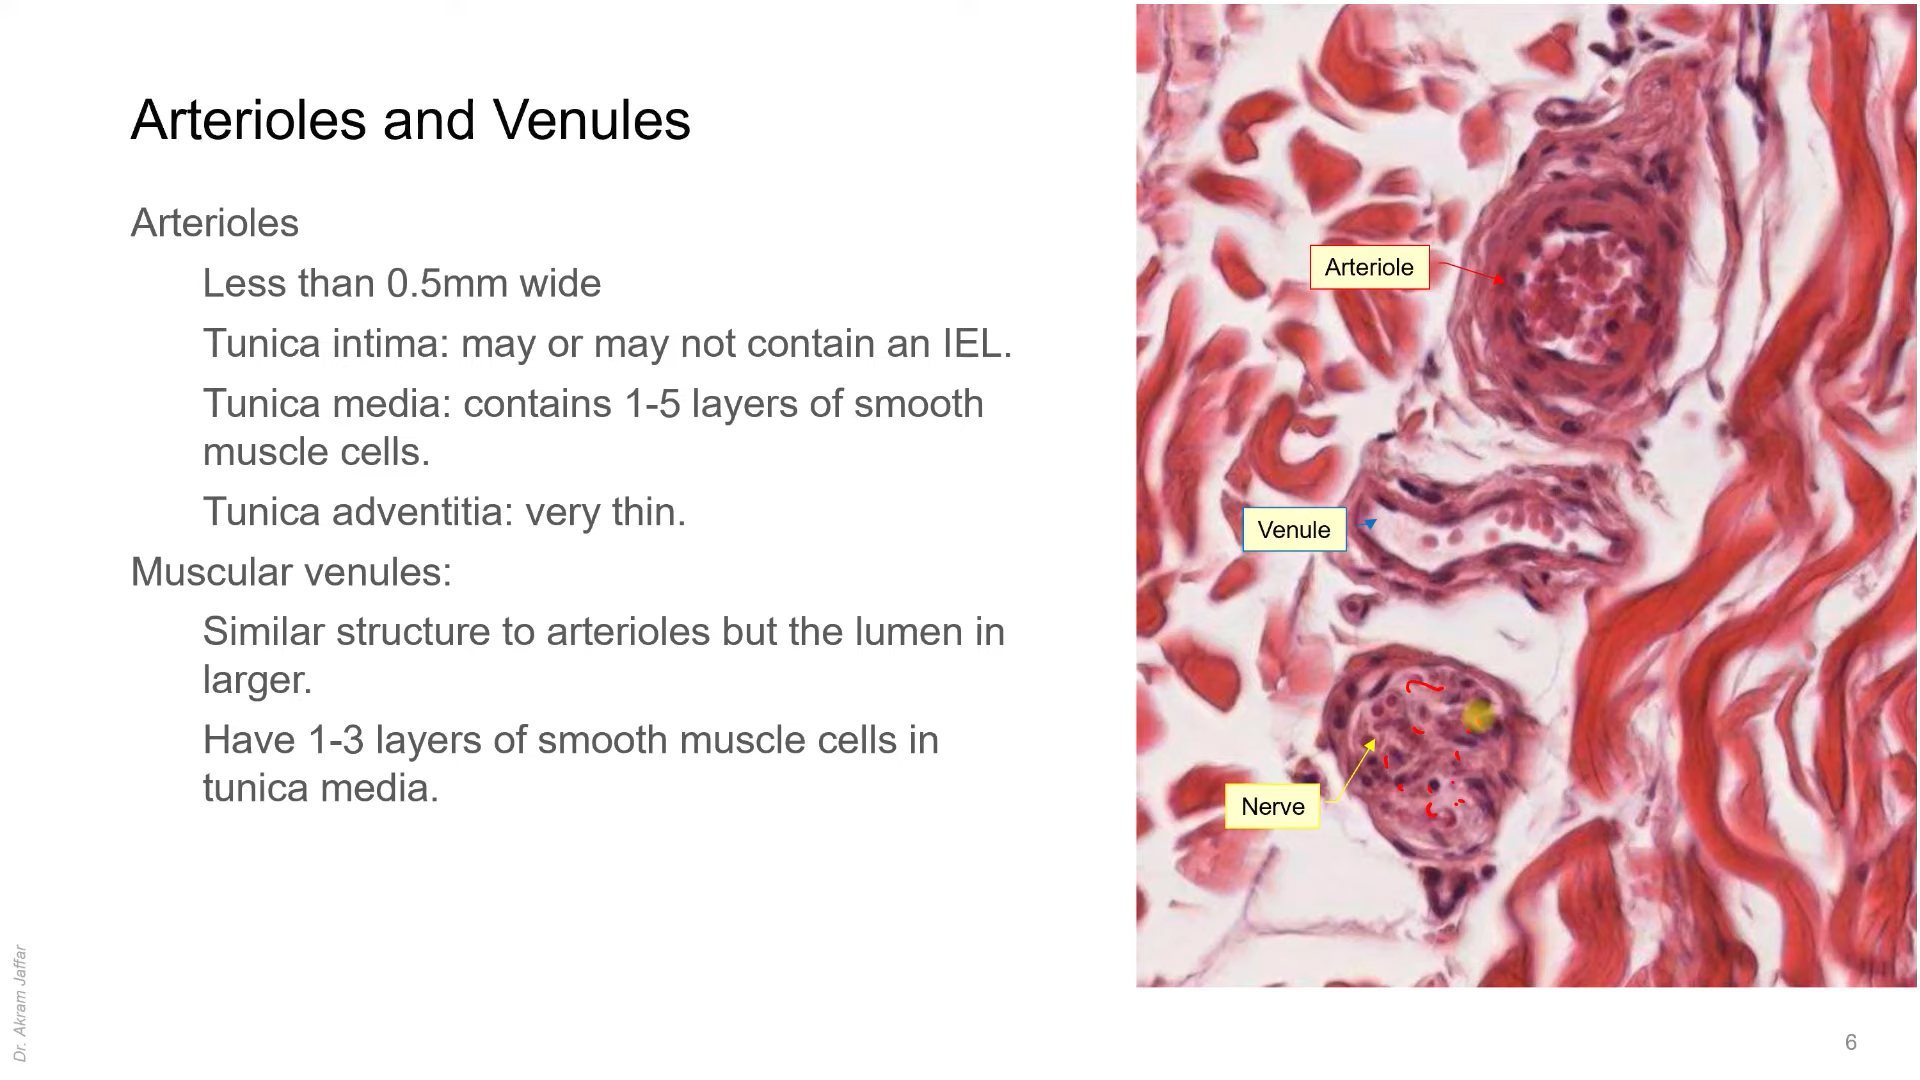 Arterioles and Venules
Arterioles
Less than 0.5mm wide
Tunica intima: may or may not contain an IEL.
Tunica media: contains 1-5 layers of smooth
muscle cells.
Tunica adventitia: very thin.
Muscular venules:
Similar structure to arterioles but the lumen in
larger.
Have 1-3 layers of smooth muscle cells in
tunica media.
Arteriole
Venule
Nerve
Dr. Akram Jaffar
6